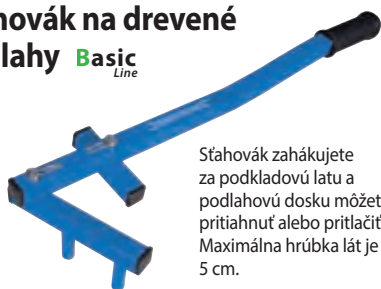 hovák na drevené
lahy Basic
Line
Sťahovák zahákujete
za podkladovú latu a
podlahovú dosku môžet
pritiahnuť alebo pritlačiť
Maximálna hrúbka lát je
5 cm.